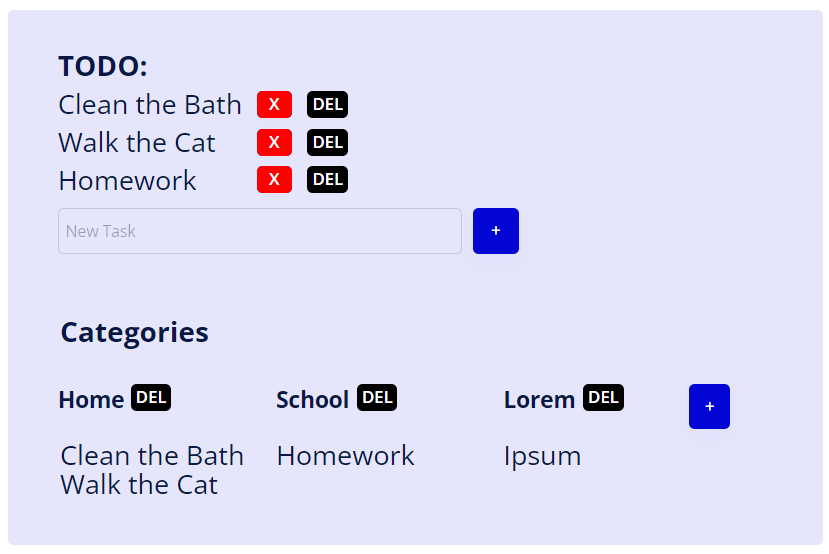 TODO:
Clean the Bath X DEL
Walk the Cat X DEL
Homework X DEL
New Task +
Categories
Home DEL School DEL Lorem DEL +
Clean the Bath Homework Ipsum
Walk the Cat